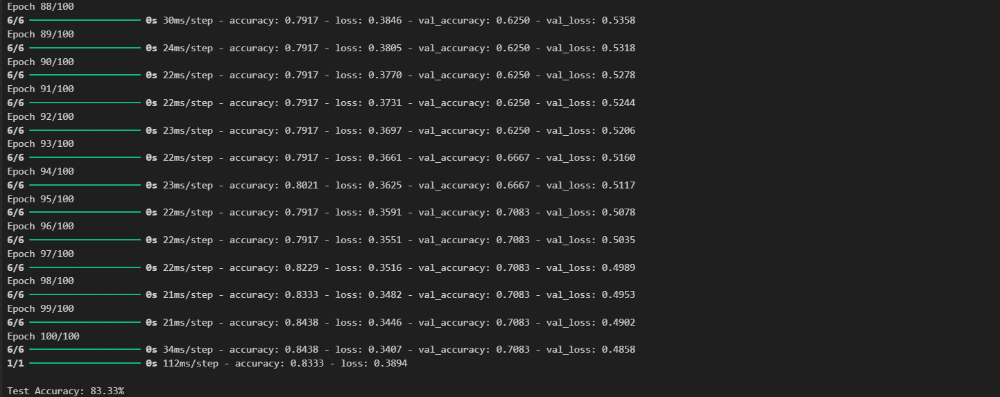 Epoch 88/100
6/6 ━━━━━━━━━━━━━━━━━━━━ 0s 30ms/step - accuracy: 0.7917 - loss: 0.3846 - val_accuracy: 0.6250 - val_loss: 0.5358
Epoch 89/100
6/6 ━━━━━━━━━━━━━━━━━━━━ 0s 24ms/step - accuracy: 0.7917 - loss: 0.3805 - val_accuracy: 0.6250 - val_loss: 0.5318
Epoch 90/100
6/6 ━━━━━━━━━━━━━━━━━━━━ 0s 22ms/step - accuracy: 0.7917 - loss: 0.3770 - val_accuracy: 0.6250 - val_loss: 0.5278
Epoch 91/100
6/6 ━━━━━━━━━━━━━━━━━━━━ 0s 22ms/step - accuracy: 0.7917 - loss: 0.3731 - val_accuracy: 0.6250 - val_loss: 0.5244
Epoch 92/100
6/6 ━━━━━━━━━━━━━━━━━━━━ 0s 23ms/step - accuracy: 0.7917 - loss: 0.3697 - val_accuracy: 0.6250 - val_loss: 0.5206
Epoch 93/100
6/6 ━━━━━━━━━━━━━━━━━━━━ 0s 22ms/step - accuracy: 0.7917 - loss: 0.3661 - val_accuracy: 0.6667 - val_loss: 0.5160
Epoch 94/100
6/6 ━━━━━━━━━━━━━━━━━━━━ 0s 23ms/step - accuracy: 0.8021 - loss: 0.3625 - val_accuracy: 0.6667 - val_loss: 0.5117
Epoch 95/100
6/6 ━━━━━━━━━━━━━━━━━━━━ 0s 22ms/step - accuracy: 0.7917 - loss: 0.3591 - val_accuracy: 0.7083 - val_loss: 0.5078
Epoch 96/100
6/6 ━━━━━━━━━━━━━━━━━━━━ 0s 22ms/step - accuracy: 0.7917 - loss: 0.3551 - val_accuracy: 0.7083 - val_loss: 0.5035
Epoch 97/100
6/6 ━━━━━━━━━━━━━━━━━━━━ 0s 22ms/step - accuracy: 0.8229 - loss: 0.3516 - val_accuracy: 0.7083 - val_loss: 0.4989
Epoch 98/100
6/6 ━━━━━━━━━━━━━━━━━━━━ 0s 21ms/step - accuracy: 0.8333 - loss: 0.3482 - val_accuracy: 0.7083 - val_loss: 0.4953
Epoch 99/100
6/6 ━━━━━━━━━━━━━━━━━━━━ 0s 21ms/step - accuracy: 0.8438 - loss: 0.3446 - val_accuracy: 0.7083 - val_loss: 0.4902
Epoch 100/100
6/6 ━━━━━━━━━━━━━━━━━━━━ 0s 34ms/step - accuracy: 0.8438 - loss: 0.3407 - val_accuracy: 0.7083 - val_loss: 0.4858
1/1 ━━━━━━━━━━━━━━━━━━━━ 0s 112ms/step - accuracy: 0.8333 - loss: 0.3894
Test Accuracy: 83.33%